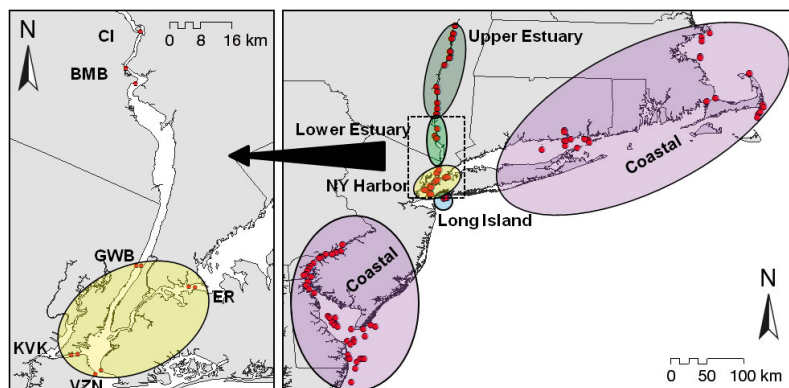 N
CI
0 8 16 km
BMB
GWB
ER
KVK
VZN
Upper Estuary
Lower Estuary
NY Harbor
Long Island
Coastal
Coastal
N
0 50 100 km